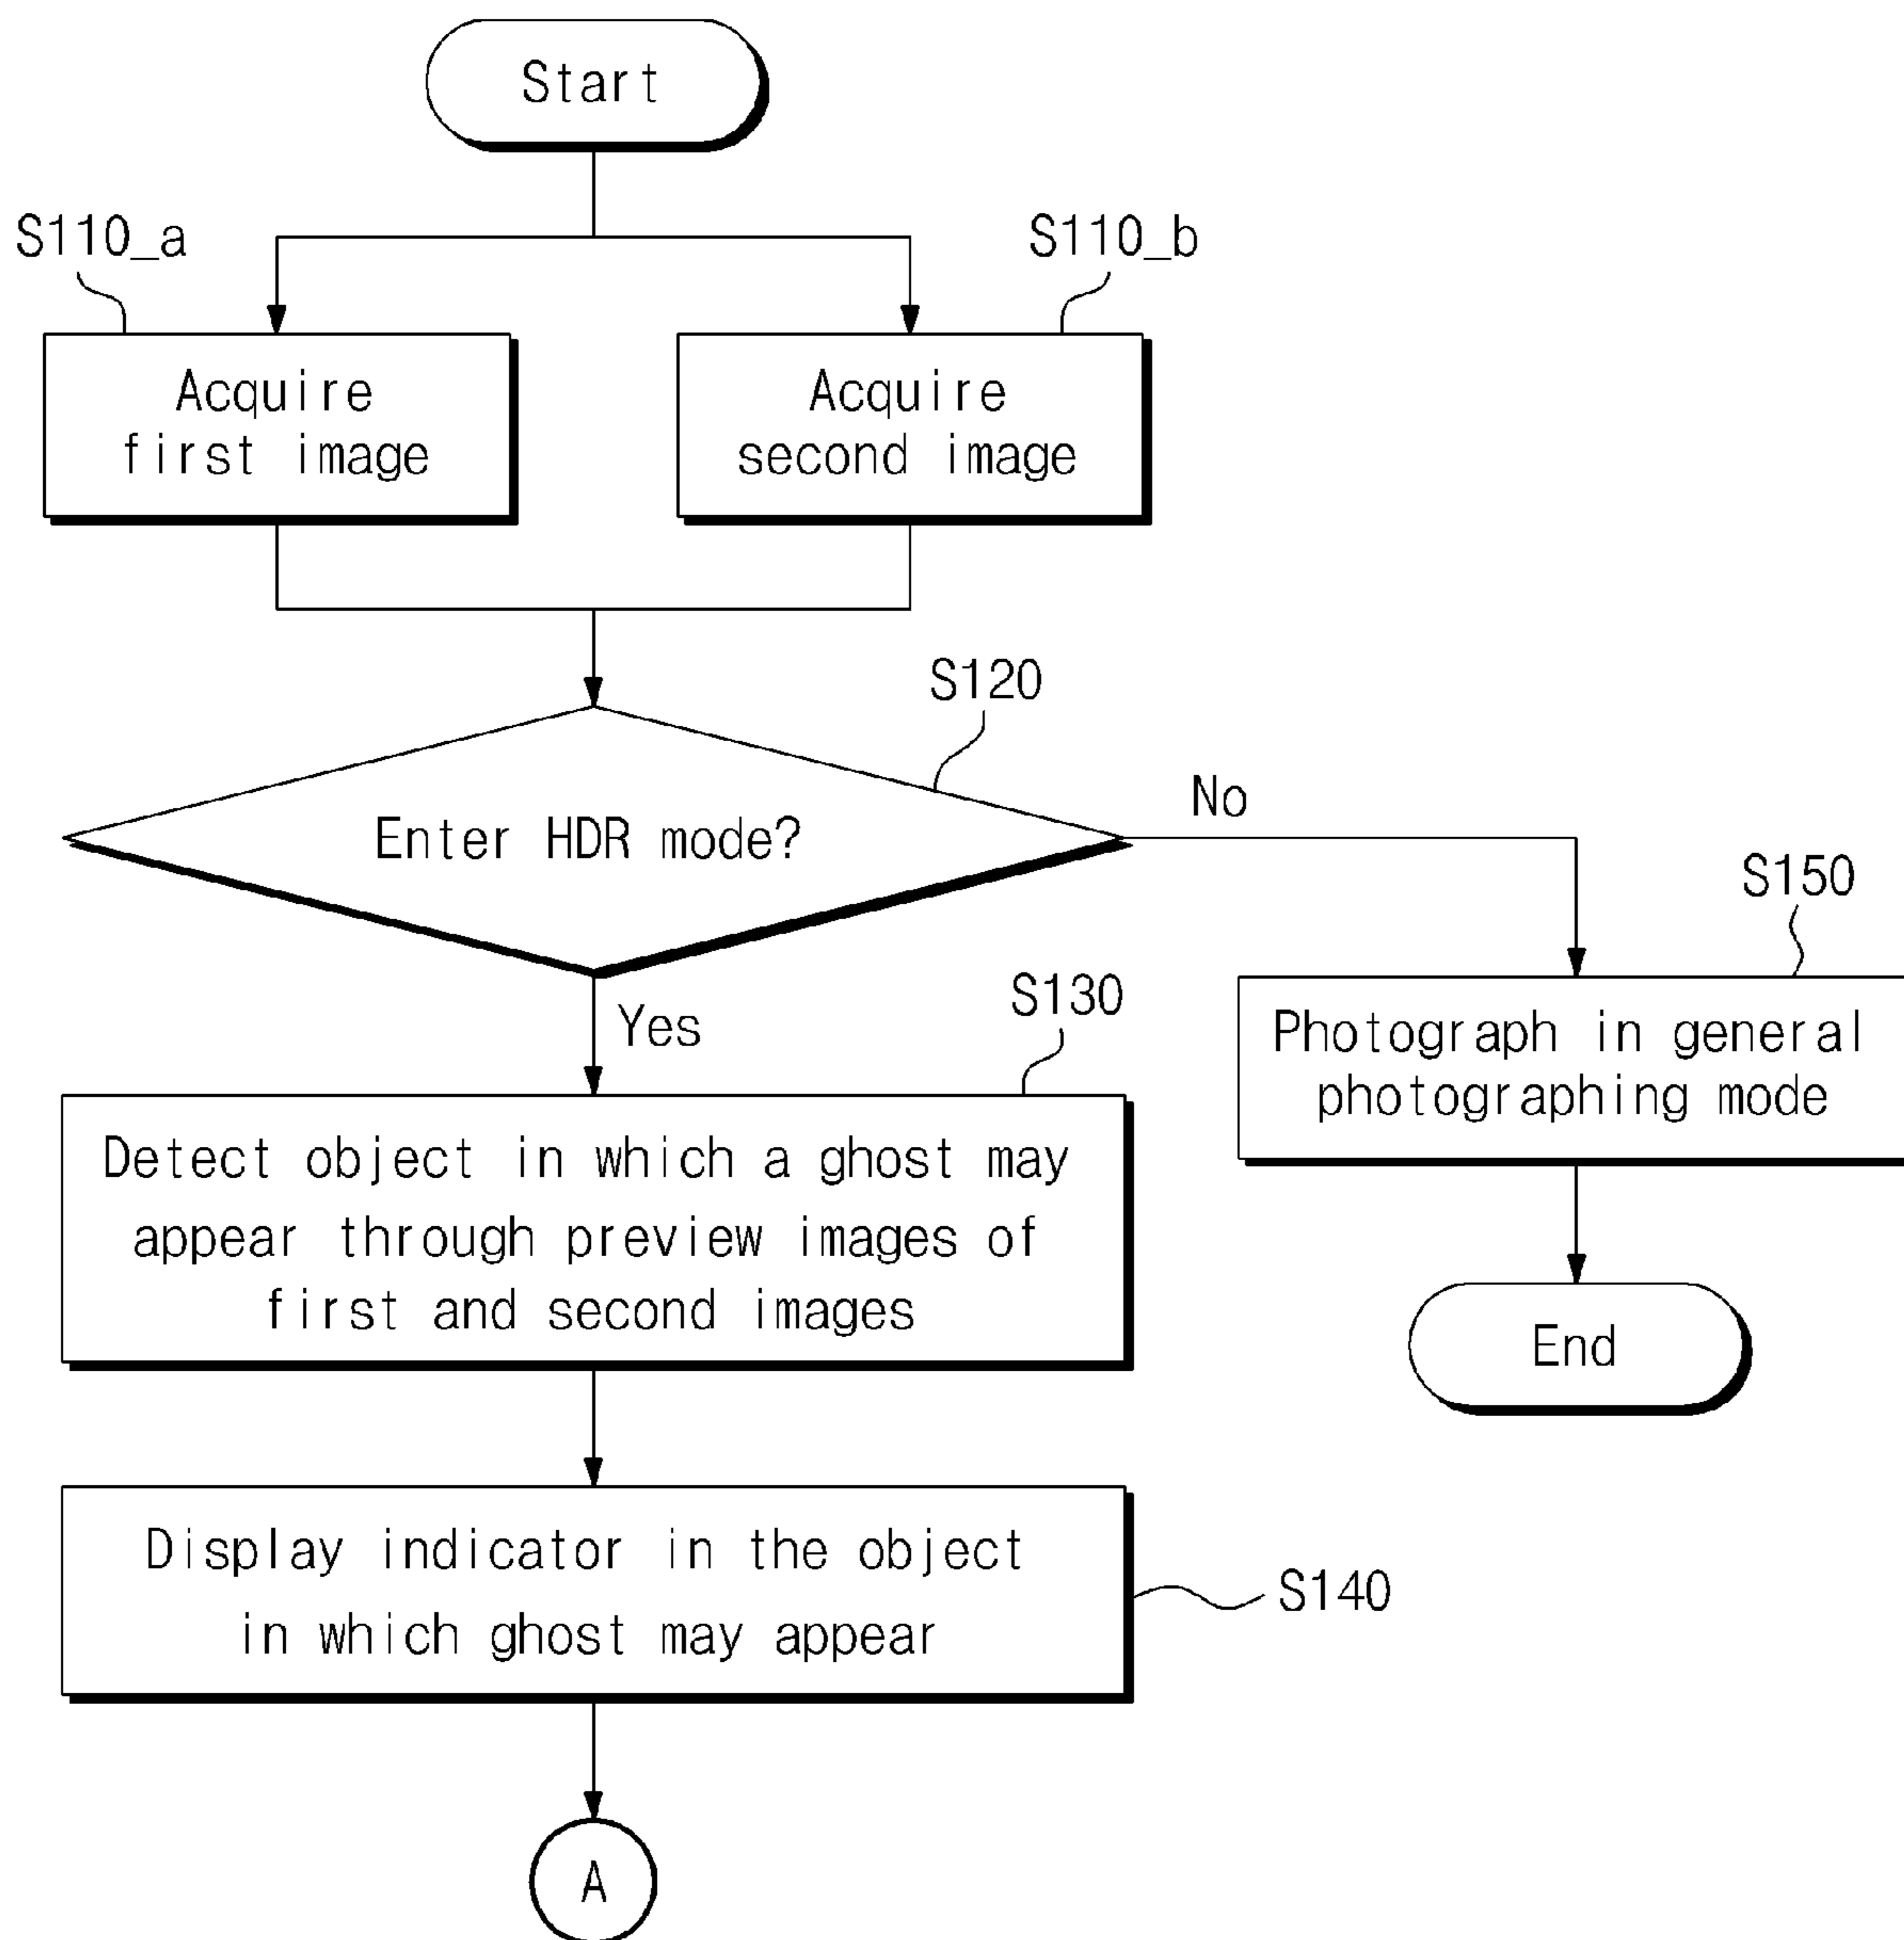 Start
S110_a
S110_b
Acquire
first image
Acquire
second image
S120
Enter HDR mode?
No
S150
Yes
S130
Photograph in general
photographing mode
Detect object in which a ghost may
appear through preview images of
first and second images
End
Display indicator in the object
in which ghost may appear
S140
A